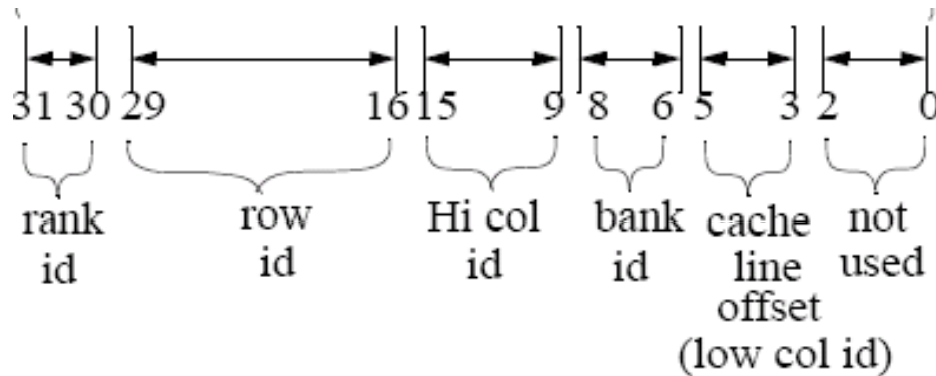 31 30 29 16 15 9 8 6 5 3 2 0
rank row Hi col bank cache not
id id id id line used
offset
(low col id)